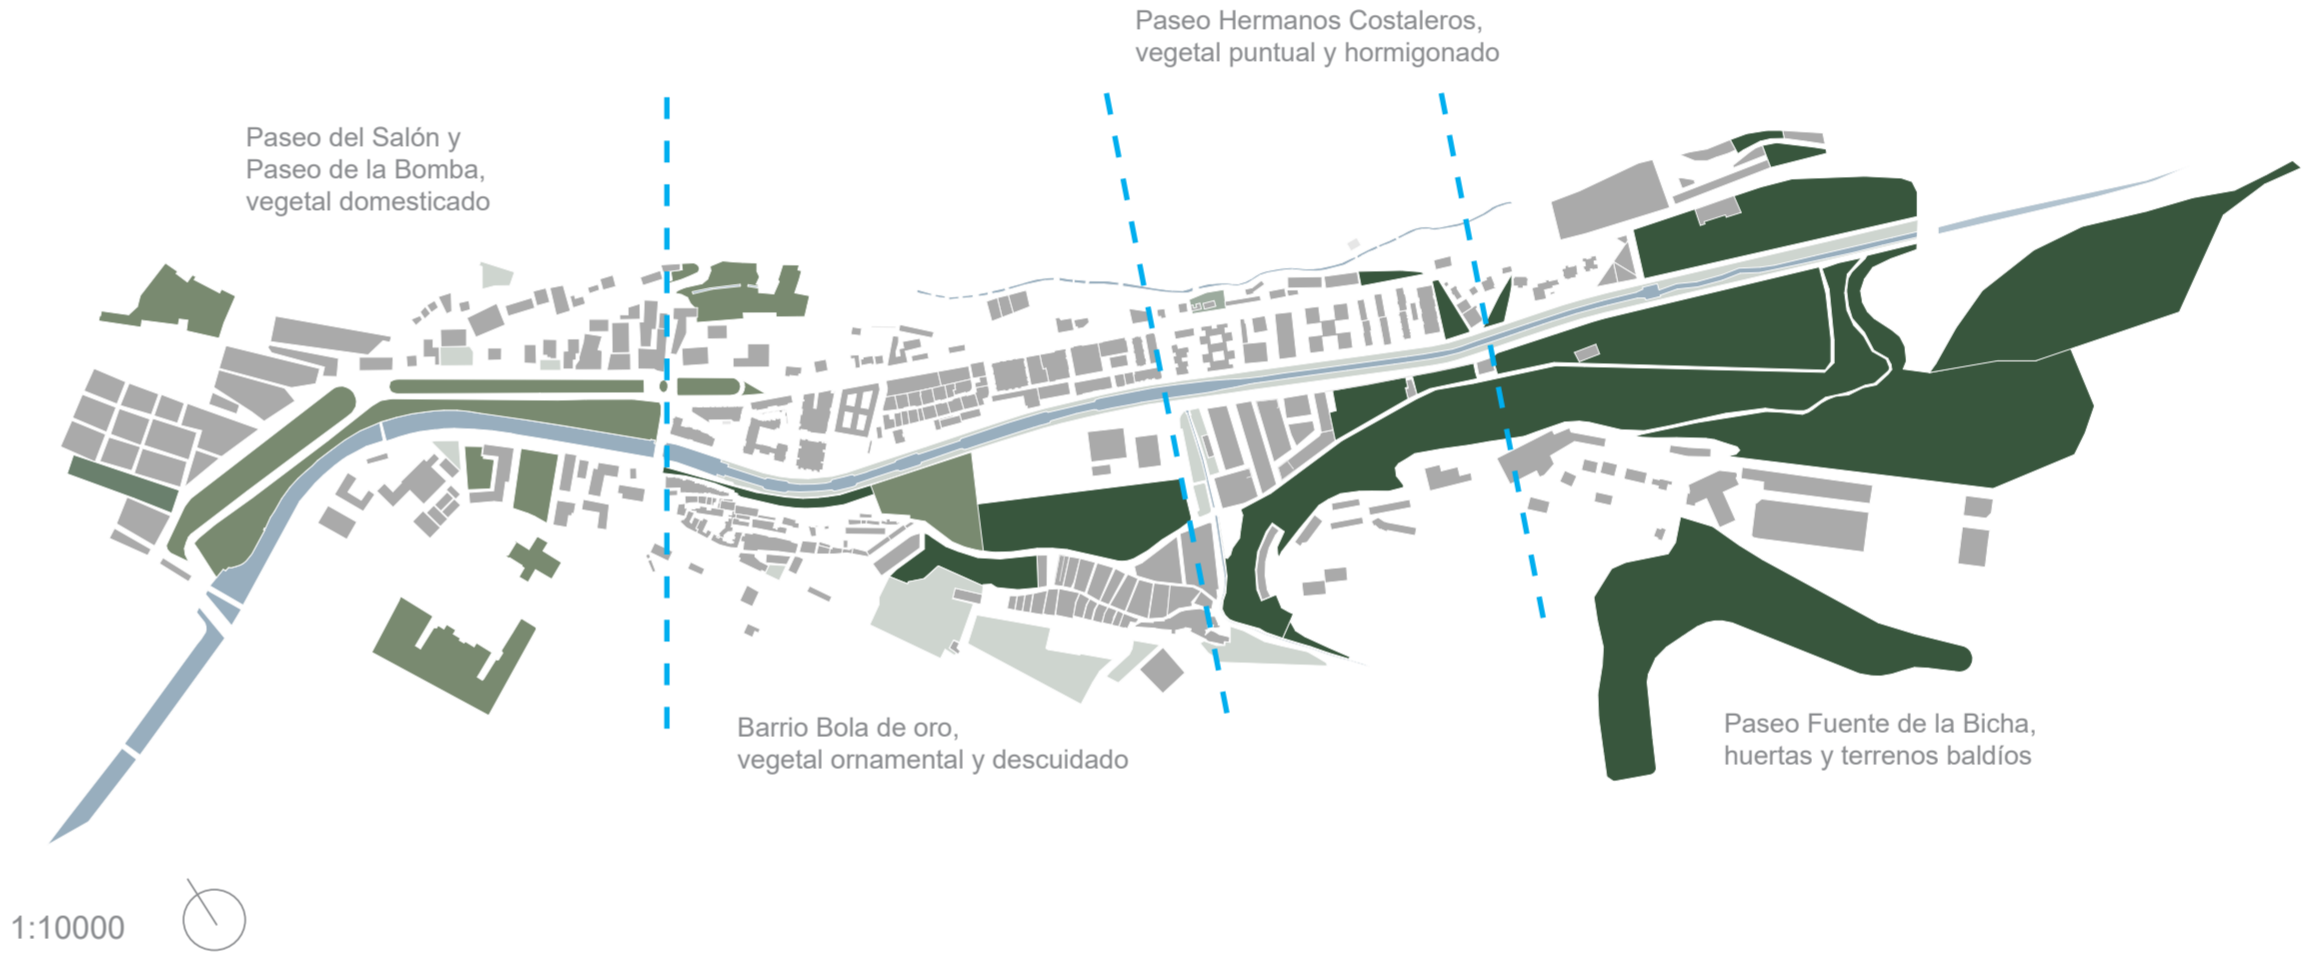 Paseo Hermanos Costaleros,
vegetal puntual y hormigonado
Paseo del Salón y
Paseo de la Bomba,
vegetal domesticado
Barrio Bola de oro,
vegetal ornamental y descuidado
Paseo Fuente de la Bicha,
huertas y terrenos baldíos
1:10000